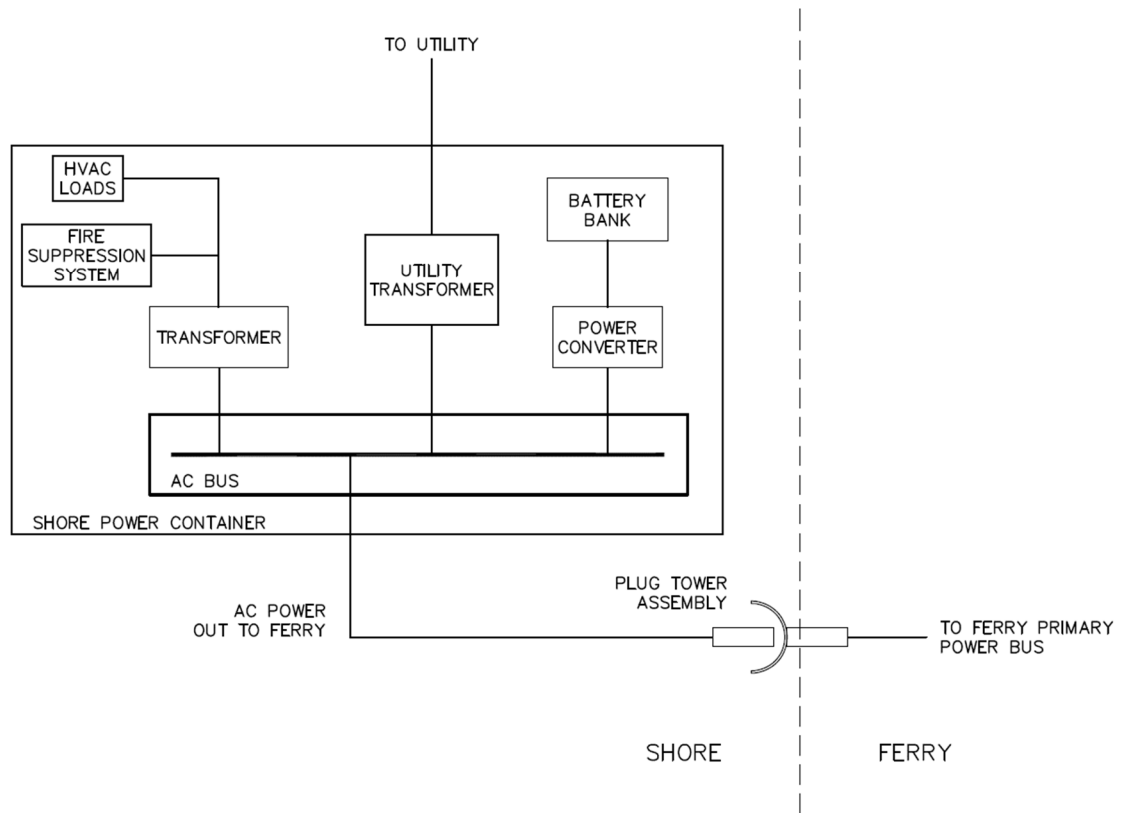 TO UTILITY
HVAC
LOADS
FIRE
SUPPRESSION
SYSTEM
TRANSFORMER
UTILITY
TRANSFORMER
BATTERY
BANK
POWER
CONVERTER
AC BUS
SHORE POWER CONTAINER
AC POWER
OUT TO FERRY
PLUG TOWER
ASSEMBLY
TO FERRY PRIMARY
POWER BUS
SHORE
FERRY